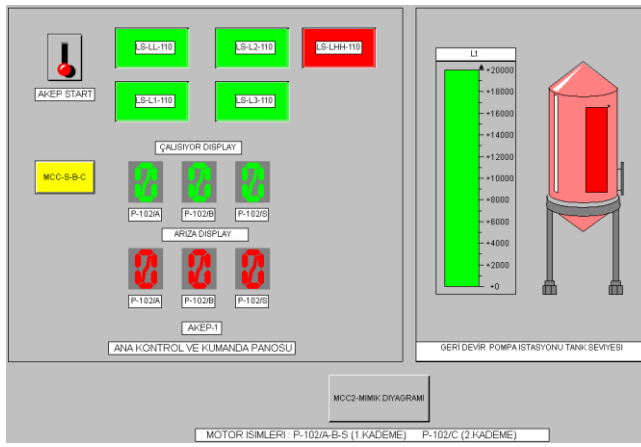 LS-LL-110
LS-L2-110
LS-LHH-110
AKEP START
LS-L1-110
LS-L3-110
ÇALISIYOR DISPLAY
MCC-S-B-C
P-102/A
P-102/B
P-102/S
ARIZA DISPLAY
P-102/A
P-102/B
P-102/S
AKEP-1
ANA KONTROL VE KUMANDA PANOSU
Lt
+20000
+18000
+16000
+14000
+12000
+10000
+8000
+6000
+4000
+2000
+0
GERİ DEVİR POMPA ISTASYONU TANK SEVİYESİ
MCC2-MIMIK DIYAGRAMI
MOTOR ISIMLERI : P-102/A-B-S (1.KADEME) P-102/C (2.KADEME)